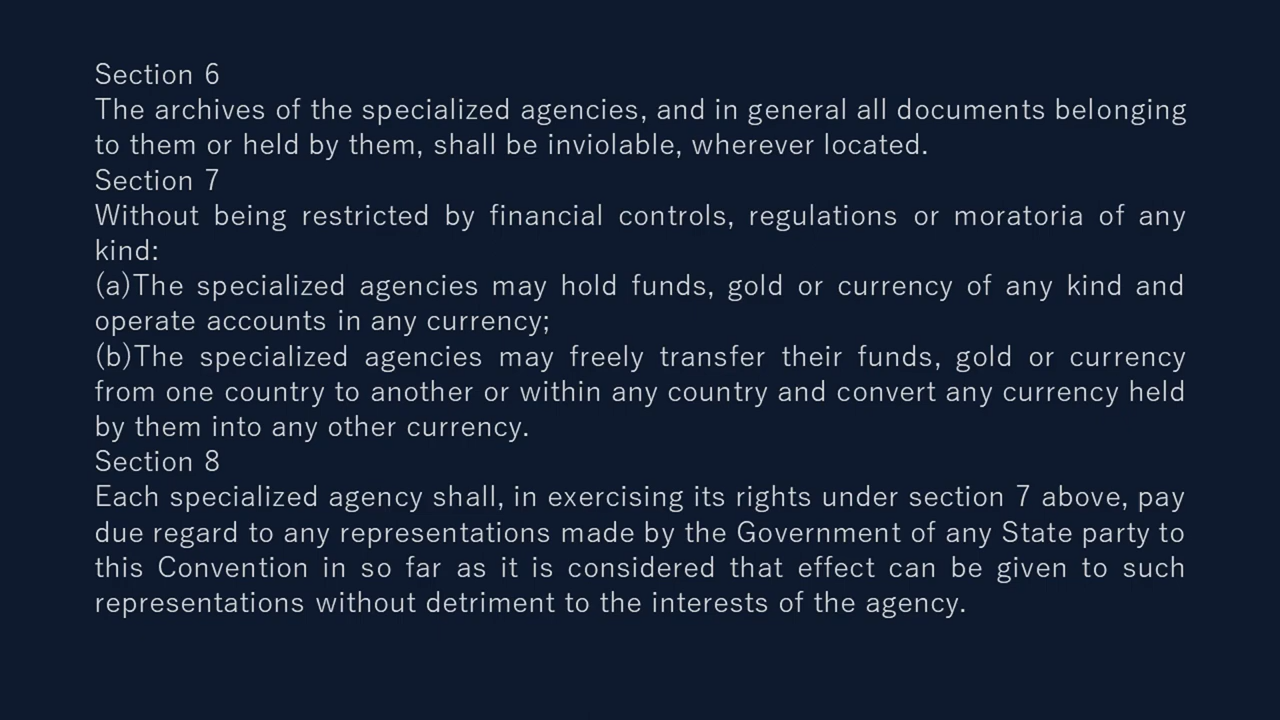 Section 6
The archives of the specialized agencies, and in general all documents belonging
to them or held by them, shall be inviolable, wherever located.
Section 7
Without being restricted by financial controls, regulations or moratoria of any
kind:
(a)The specialized agencies may hold funds, gold or currency of any kind and
operate accounts in any currency;
(b)The specialized agencies may freely transfer their funds, gold or currency
from one country to another or within any country and convert any currency held
by them into any other currency.
Section 8
Each specialized agency shall, in exercising its rights under section 7 above, pay
due regard to any representations made by the Government of any State party to
this Convention in so far as it is considered that effect can be given to such
representations without detriment to the interests of the agency.